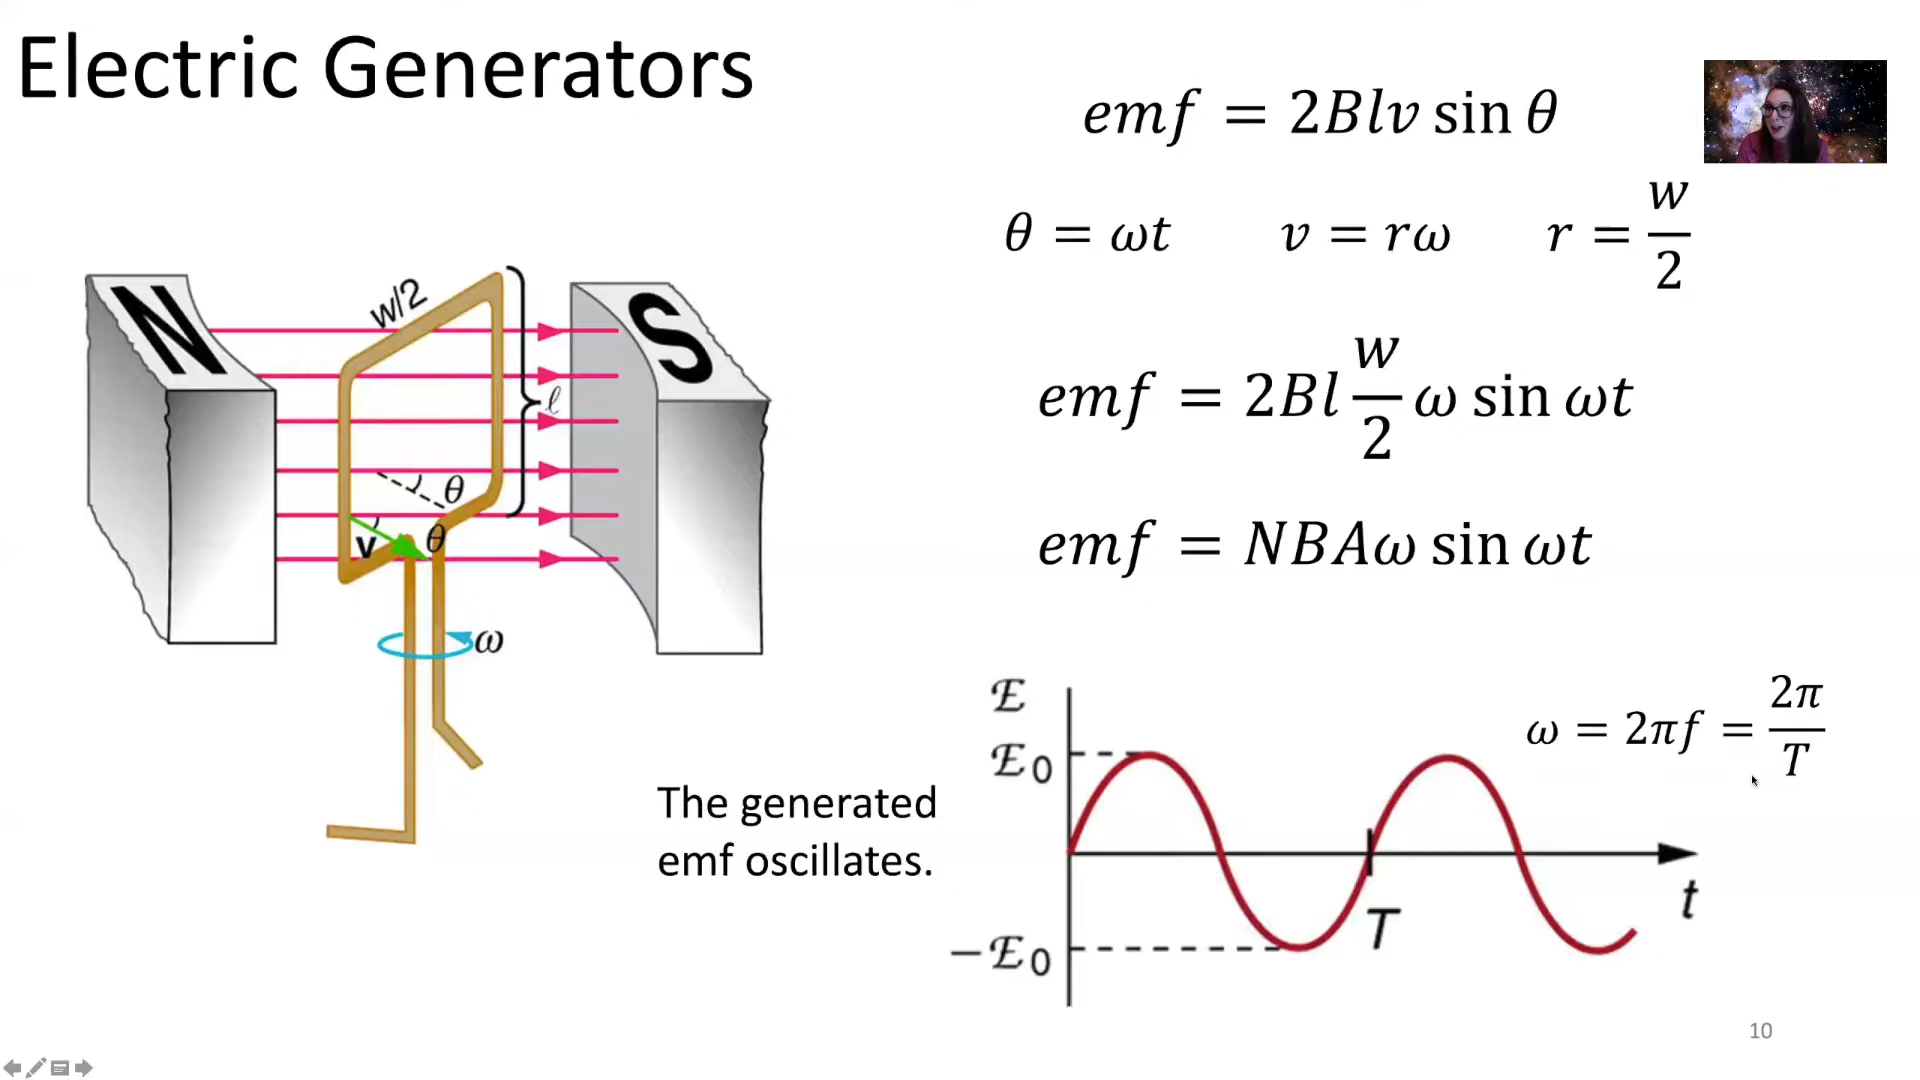 Electric Generators
emf = 2Blv sin θ
θ = ωt v = rω r = w/2
emf = 2Bl w/2 ω sin ωt
emf = NBAω sin ωt
N
S
w/2
ℓ
θ
v
θ
ω
The generated
emf oscillates.
ℰ
ℰ0
−ℰ0
T
t
ω = 2πf = 2π/T
10